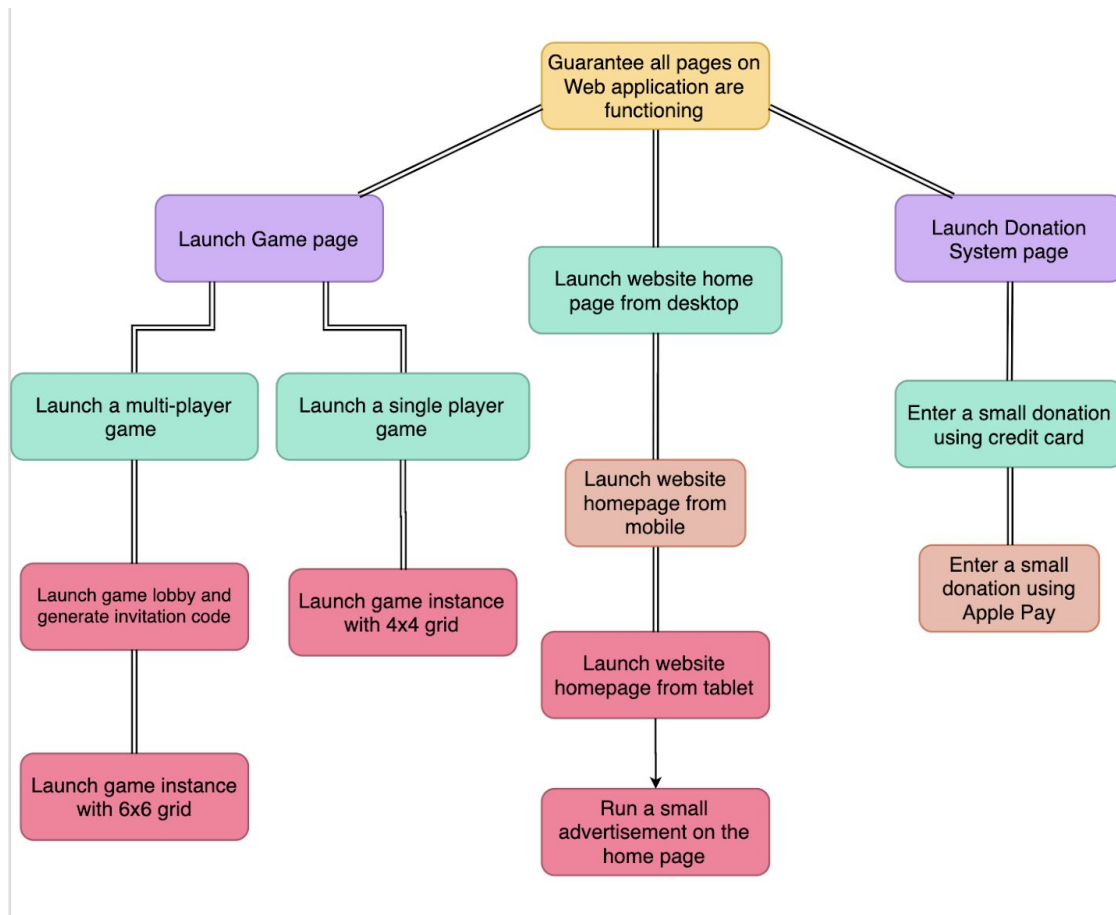 Guarantee all pages on
Web application are
functioning
Launch Game page
Launch Donation
System page
Launch website home
page from desktop
Launch a multi-player
game
Launch a single player
game
Enter a small donation
using credit card
Launch website
homepage from
mobile
Launch game lobby and
generate invitation code
Launch game instance
with 4x4 grid
Enter a small
donation using
Apple Pay
Launch website
homepage from tablet
Launch game instance
with 6x6 grid
Run a small
advertisement on the
home page